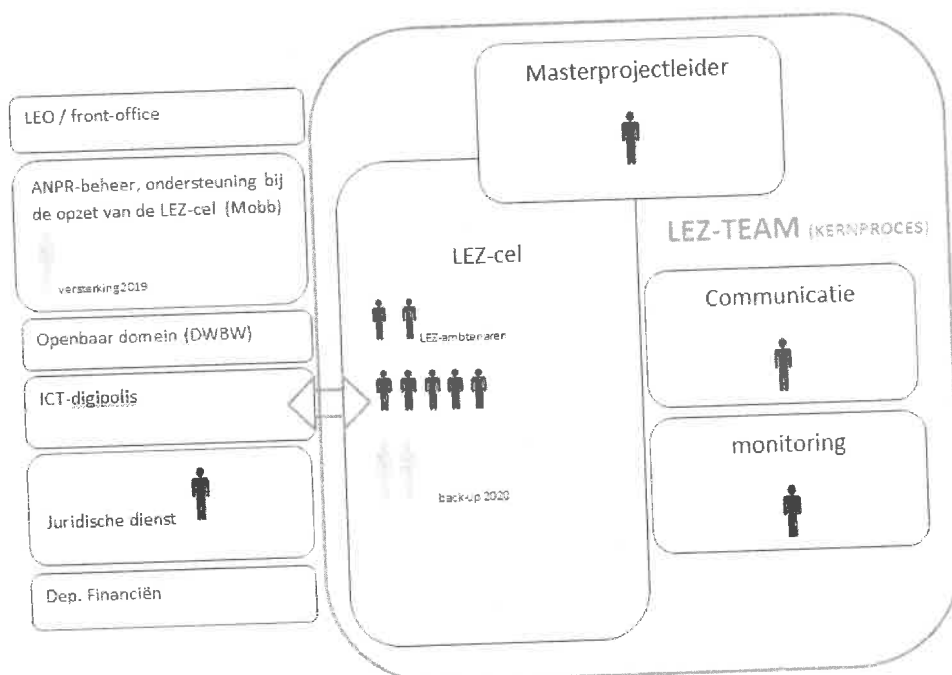 Masterprojectleider
LEO / front-office
ANPR-beheer, ondersteuning bij
de opzet van de LEZ-cel (Mobb)
versterking2019
Openbaar domein (DWBW)
ICT-digipolis
Juridische dienst
Dep. Financiën
LEZ-cel
LEZ-ambtenaren
back-up 2020
LEZ-TEAM (KERNPROCES)
Communicatie
monitoring